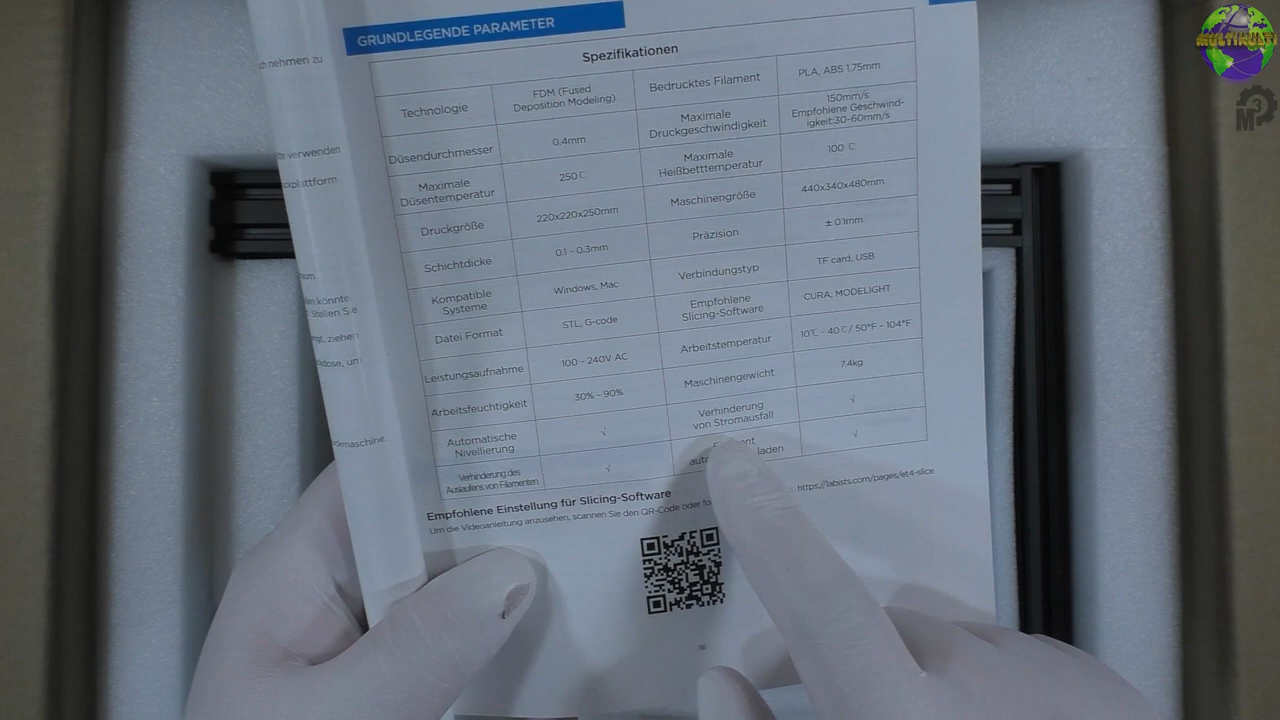 GRUNDLEGENDE PARAMETER
Spezifikationen
Technologie
FDM (Fused
Deposition Modeling)
Bedrucktes Filament
PLA, ABS 1.75mm
Düsendurchmesser
0.4mm
Maximale
Druckgeschwindigkeit
150mm/s
Empfohlene Geschwind-
igkeit:30-60mm/s
Maximale
Düsentemperatur
250℃
Maximale
Heißbetttemperatur
100 ℃
Druckgröße
220x220x250mm
Maschinengröße
440x340x480mm
Schichtdicke
0.1 - 0.3mm
Präzision
± 0.1mm
Kompatible
Systeme
Windows, Mac
Verbindungstyp
TF card, USB
Datei Format
STL, G-code
Empfohlene
Slicing-Software
CURA, MODELIGHT
Leistungsaufnahme
100 - 240V AC
Arbeitstemperatur
10℃ - 40℃/ 50°F - 104°F
Arbeitsfeuchtigkeit
30% - 90%
Maschinengewicht
7.4kg
Automatische
Nivellierung
√
Verhinderung
von Stromausfall
√
Verhinderung des
Auslaufens von Filamenten
√
laden
√
Empfohlene Einstellung für Slicing-Software
Um die Videoanleitung anzusehen, scannen Sie den QR-Code oder
https://labists.com/pages/et4-slice
16
nehmen zu
verwenden
könnte.
Stellen Sie
ziehen
um
MULTIKULTI
MP3